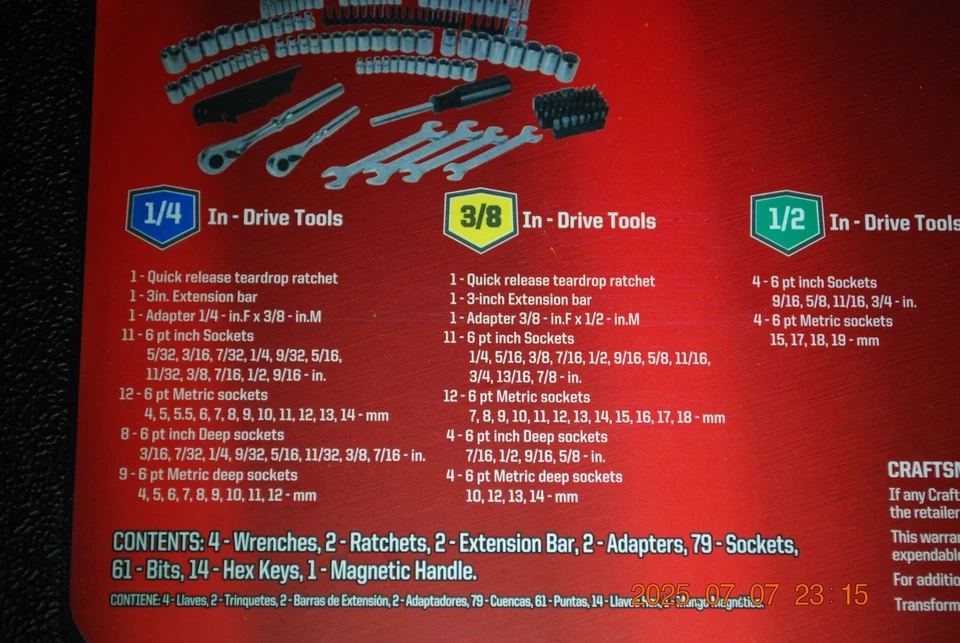 1/4 In - Drive Tools
1 - Quick release teardrop ratchet
1 - 3in. Extension bar
1 - Adapter 1/4 - in.F x 3/8 - in.M
11 - 6 pt inch Sockets
5/32, 3/16, 7/32, 1/4, 9/32, 5/16,
11/32, 3/8, 7/16, 1/2, 9/16 - in.
12 - 6 pt Metric sockets
4, 5, 5.5, 6, 7, 8, 9, 10, 11, 12, 13, 14 - mm
8 - 6 pt inch Deep sockets
3/16, 7/32, 1/4, 9/32, 5/16, 11/32, 3/8, 7/16 - in.
9 - 6 pt Metric deep sockets
4, 5, 6, 7, 8, 9, 10, 11, 12 - mm
3/8 In - Drive Tools
1 - Quick release teardrop ratchet
1 - 3-inch Extension bar
1 - Adapter 3/8 - in.F x 1/2 - in.M
11 - 6 pt inch Sockets
1/4, 5/16, 3/8, 7/16, 1/2, 9/16, 5/8, 11/16,
3/4, 13/16, 7/8 - in.
12 - 6 pt Metric sockets
7, 8, 9, 10, 11, 12, 13, 14, 15, 16, 17, 18 - mm
4 - 6 pt inch Deep sockets
7/16, 1/2, 9/16, 5/8 - in.
4 - 6 pt Metric deep sockets
10, 12, 13, 14 - mm
1/2 In - Drive Tools
4 - 6 pt inch Sockets
9/16, 5/8, 11/16, 3/4 - in.
4 - 6 pt Metric sockets
15, 17, 18, 19 - mm
CONTENTS: 4 - Wrenches, 2 - Ratchets, 2 - Extension Bar, 2 - Adapters, 79 - Sockets,
61 - Bits, 14 - Hex Keys, 1 - Magnetic Handle.
CONTIENE: 4 - Llaves, 2 - Trinquetes, 2 - Barras de Extensión, 2 - Adaptadores, 79 - Cuencas, 61 - Puntas, 14 -
CRAFTSM
If any Craft
the retailer
This warran
expendable
For additio
Transform
2025.07.07 23:15